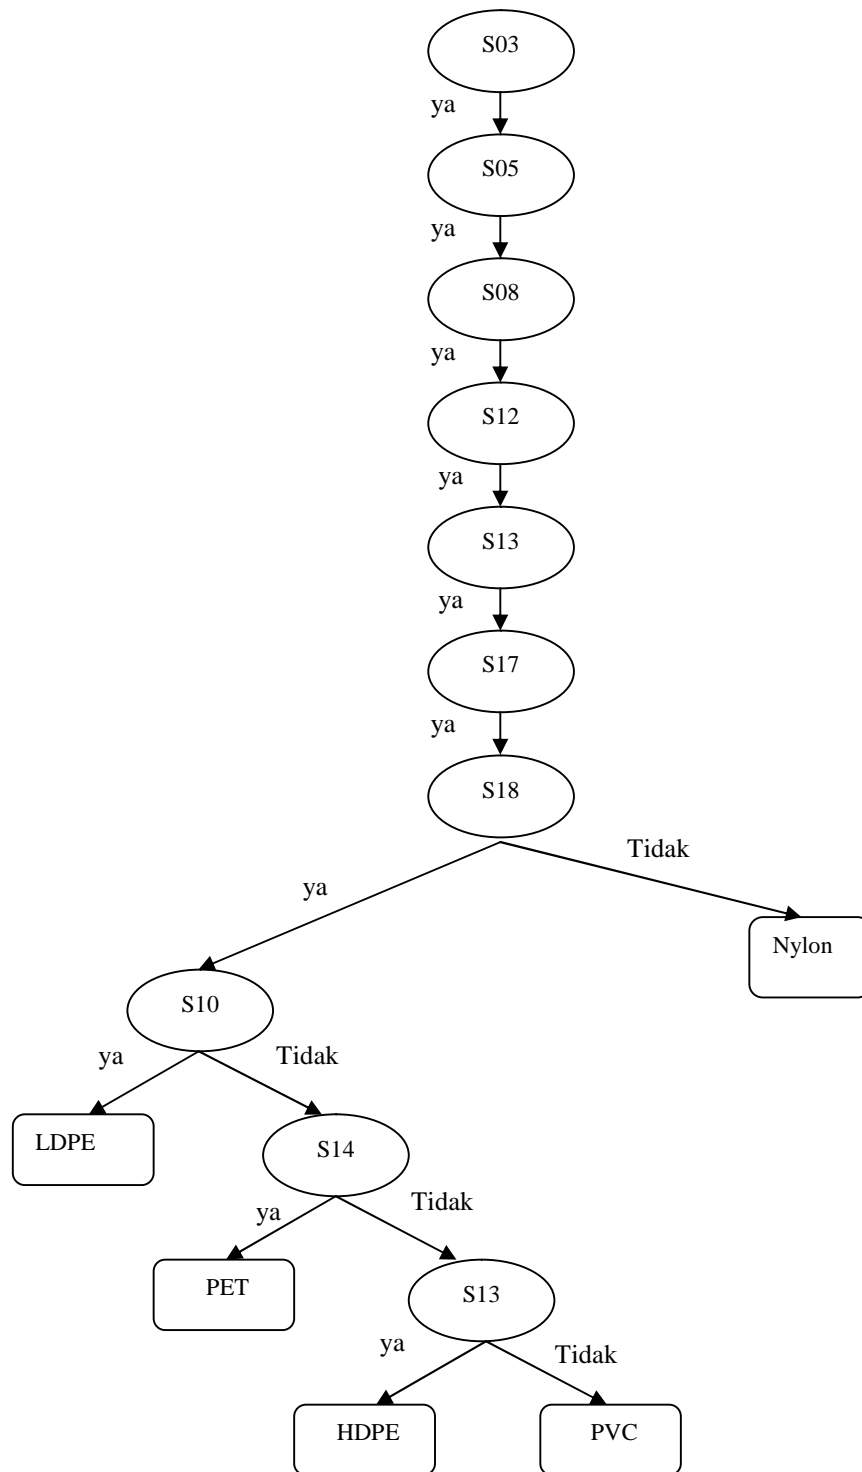 S03
ya
S05
ya
S08
ya
S12
ya
S13
ya
S17
ya
S18
Tidak
ya
Nylon
S10
ya
Tidak
LDPE
S14
ya
Tidak
PET
S13
ya
Tidak
HDPE
PVC